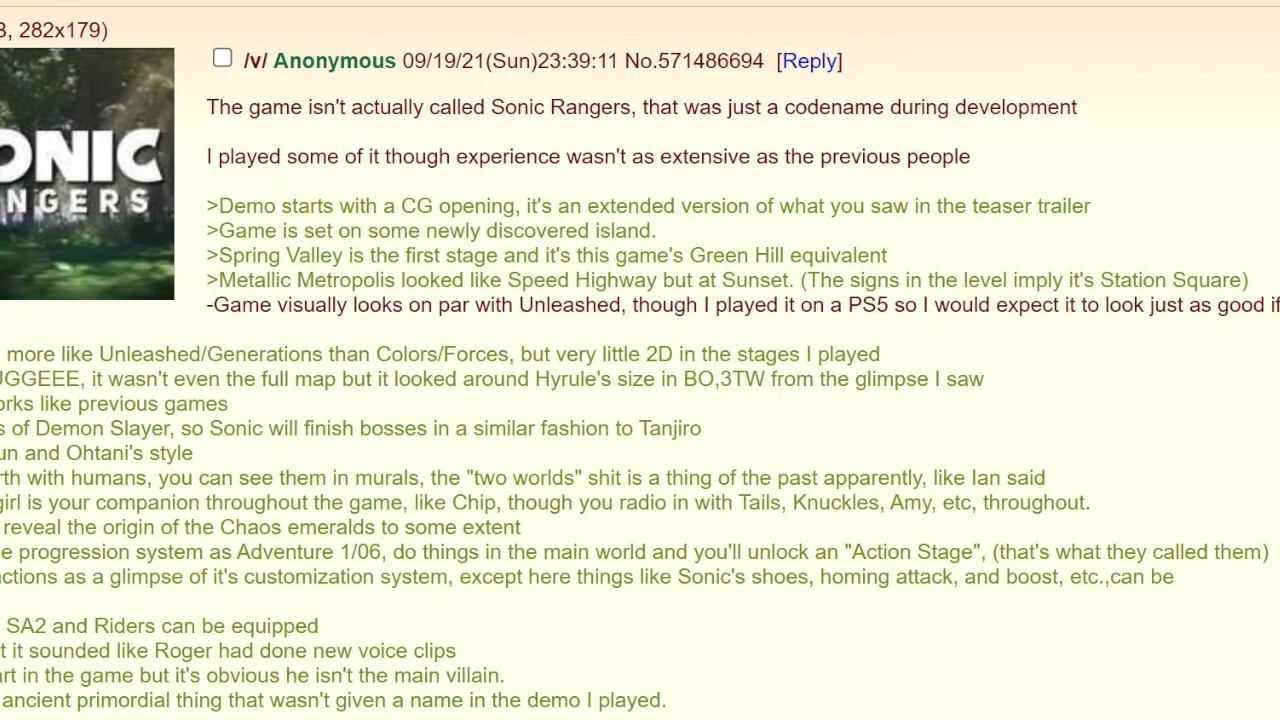 3, 282x179)
/v/ Anonymous 09/19/21(Sun)23:39:11 No.571486694 [Reply]
ONIC
NGERS
The game isn't actually called Sonic Rangers, that was just a codename during development
I played some of it though experience wasn't as extensive as the previous people
>Demo starts with a CG opening, it's an extended version of what you saw in the teaser trailer
>Game is set on some newly discovered island.
>Spring Valley is the first stage and it's this game's Green Hill equivalent
>Metallic Metropolis looked like Speed Highway but at Sunset. (The signs in the level imply it's Station Square)
-Game visually looks on par with Unleashed, though I played it on a PS5 so I would expect it to look just as good if
more like Unleashed/Generations than Colors/Forces, but very little 2D in the stages I played
UGGEEE, it wasn't even the full map but it looked around Hyrule's size in BO,3TW from the glimpse I saw
orks like previous games
s of Demon Slayer, so Sonic will finish bosses in a similar fashion to Tanjiro
un and Ohtani's style
rth with humans, you can see them in murals, the "two worlds" shit is a thing of the past apparently, like Ian said
girl is your companion throughout the game, like Chip, though you radio in with Tails, Knuckles, Amy, etc, throughout.
reveal the origin of the Chaos emeralds to some extent
e progression system as Adventure 1/06, do things in the main world and you'll unlock an "Action Stage", (that's what they called them)
ctions as a glimpse of it's customization system, except here things like Sonic's shoes, homing attack, and boost, etc.,can be
SA2 and Riders can be equipped
t it sounded like Roger had done new voice clips
art in the game but it's obvious he isn't the main villain.
ancient primordial thing that wasn't given a name in the demo I played.